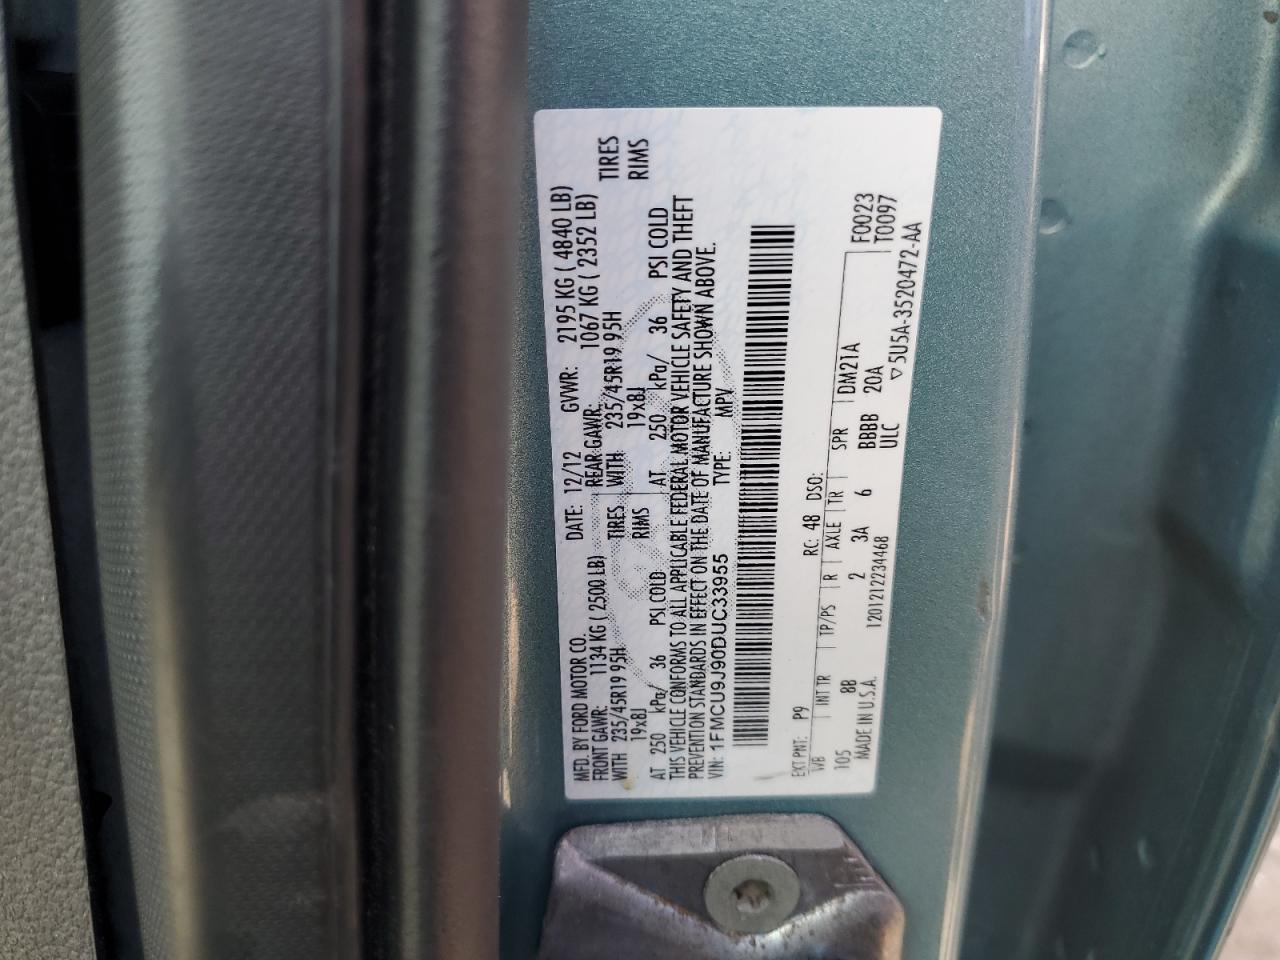 MFD. BY FORD MOTOR CO. DATE: 12/12 GVWR: 2195 KG ( 4840 LB)
FRONT GAWR: 1134 KG ( 2500 LB) REAR GAWR: 1067 KG ( 2352 LB)
WITH 235/45R19 95H TIRES WITH 235/45R19 95H TIRES
19x8J RIMS 19x8J RIMS
AT 250 kPa/ 36 PSI COLD AT 250 kPa/ 36 PSI COLD
THIS VEHICLE CONFORMS TO ALL APPLICABLE FEDERAL MOTOR VEHICLE SAFETY AND THEFT
PREVENTION STANDARDS IN EFFECT ON THE DATE OF MANUFACTURE SHOWN ABOVE.
VIN: 1FMCU9J90DUC33955 TYPE: MPV
EXT PNT: P9 RC: 48 DSO: F0023
WB INT TR TP/PS R AXLE TR SPR DM21A T0097
105 8B 2 3A 6 BBBB 20A
MADE IN U.S.A. 1201212234468 ULC ▽5U5A-3520472-AA